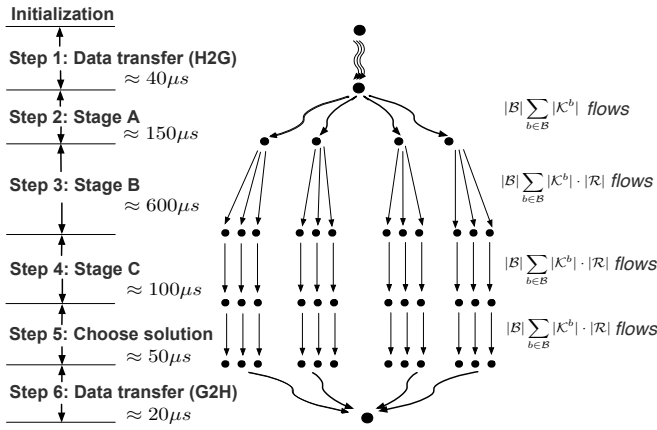 Initialization
Step 1: Data transfer (H2G)
≈ 40μs
Step 2: Stage A
≈ 150μs
|B| ∑_{b∈B} |K^b| flows
Step 3: Stage B
≈ 600μs
|B| ∑_{b∈B} |K^b| · |R| flows
Step 4: Stage C
≈ 100μs
|B| ∑_{b∈B} |K^b| · |R| flows
Step 5: Choose solution
≈ 50μs
|B| ∑_{b∈B} |K^b| · |R| flows
Step 6: Data transfer (G2H)
≈ 20μs